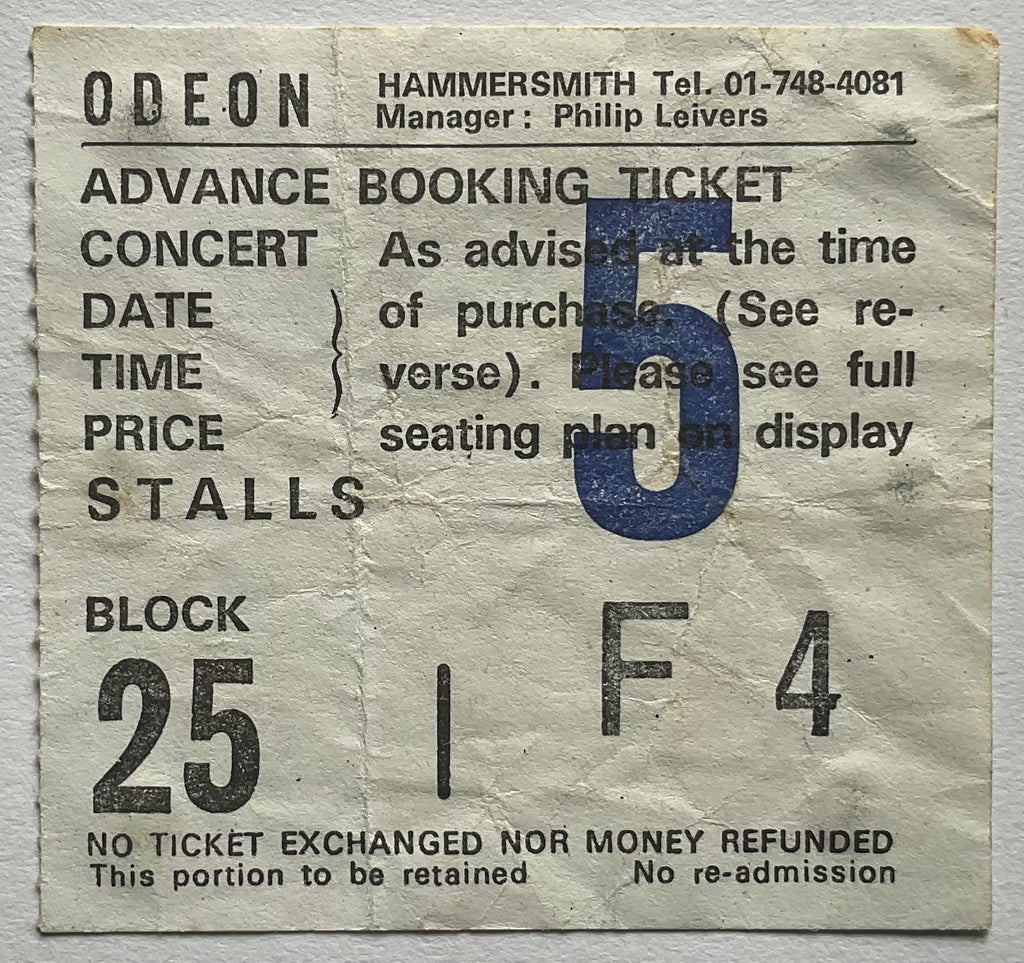 ODEON HAMMERSMITH Tel. 01-748-4081
Manager: Philip Leivers
ADVANCE BOOKING TICKET
CONCERT As advised at the time
DATE of purchase. (See re-
TIME verse). Please see full
PRICE seating plan on display
STALLS
5
BLOCK
25 | F 4
NO TICKET EXCHANGED NOR MONEY REFUNDED
This portion to be retained No re-admission